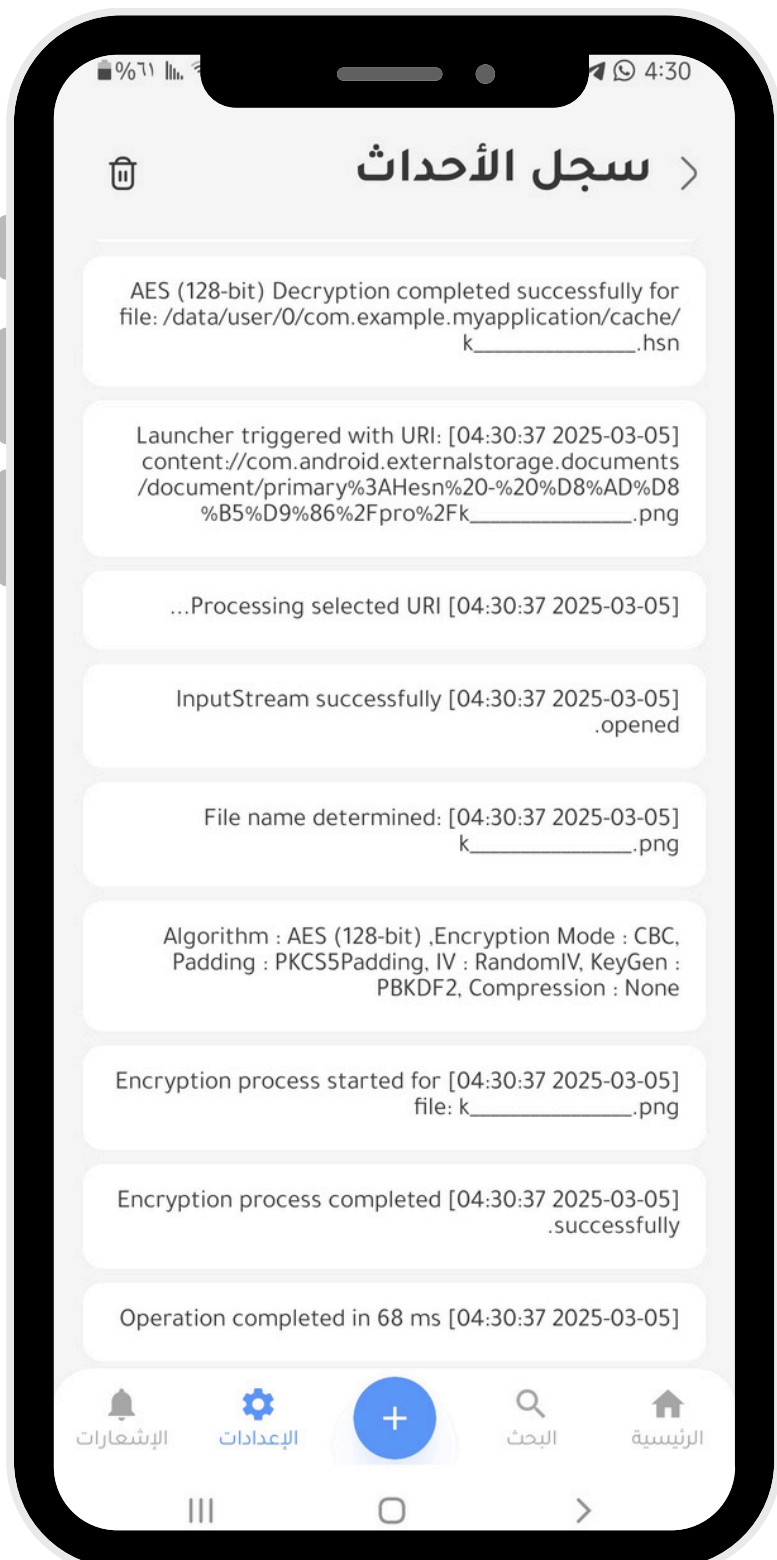 %٦١ 4:30
سجل الأحداث
AES (128-bit) Decryption completed successfully for
file: /data/user/0/com.example.myapplication/cache/
k________________.hsn
Launcher triggered with URI: [04:30:37 2025-03-05]
content://com.android.externalstorage.documents
/document/primary%3AHesn%20-%20%D8%AD%D8
%B5%D9%86%2Fpro%2Fk________________.png
...Processing selected URI [04:30:37 2025-03-05]
InputStream successfully [04:30:37 2025-03-05]
.opened
File name determined: [04:30:37 2025-03-05]
k________________.png
Algorithm : AES (128-bit) ,Encryption Mode : CBC,
Padding : PKCS5Padding, IV : RandomIV, KeyGen :
PBKDF2, Compression : None
Encryption process started for [04:30:37 2025-03-05]
file: k________________.png
Encryption process completed [04:30:37 2025-03-05]
.successfully
Operation completed in 68 ms [04:30:37 2025-03-05]
الرئيسية
البحث
+
الإعدادات
الإشعارات